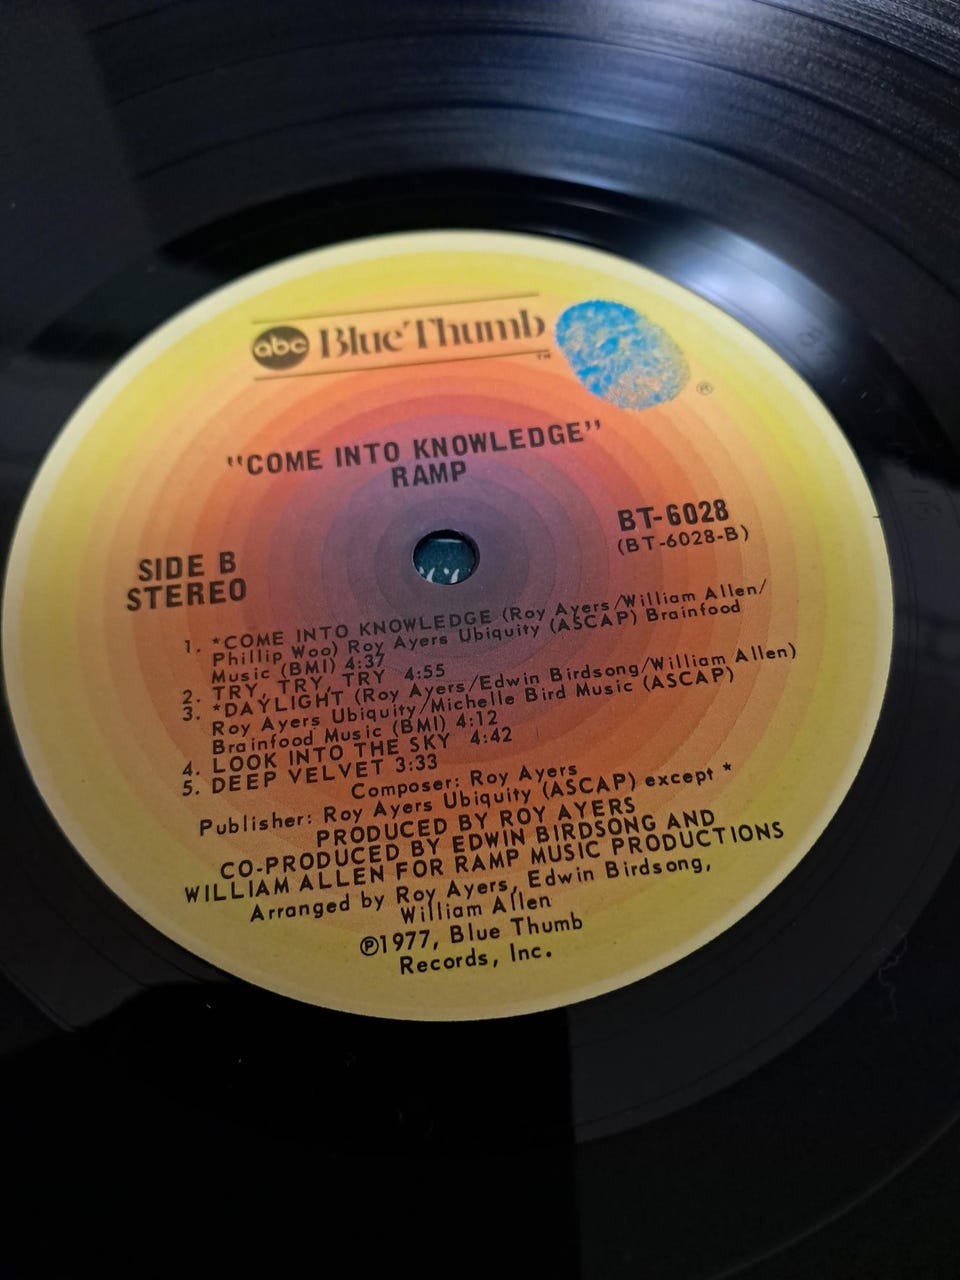 abc Blue Thumb ™
®
"COME INTO KNOWLEDGE"
RAMP
BT-6028
(BT-6028-B)
SIDE B
STEREO
1. *COME INTO KNOWLEDGE (Roy Ayers/William Allen/
Phillip Woo) Roy Ayers Ubiquity (ASCAP) Brainfood
Music (BMI) 4:37
2. TRY, TRY, TRY 4:55
3. *DAYLIGHT (Roy Ayers/Edwin Birdsong/William Allen)
Roy Ayers Ubiquity/Michelle Bird Music (ASCAP)
Brainfood Music (BMI) 4:12
4. LOOK INTO THE SKY 4:42
5. DEEP VELVET 3:33
Composer: Roy Ayers
Publisher: Roy Ayers Ubiquity (ASCAP) except *
PRODUCED BY ROY AYERS
CO-PRODUCED BY EDWIN BIRDSONG AND
WILLIAM ALLEN FOR RAMP MUSIC PRODUCTIONS
Arranged by Roy Ayers, Edwin Birdsong,
William Allen
℗1977, Blue Thumb
Records, Inc.